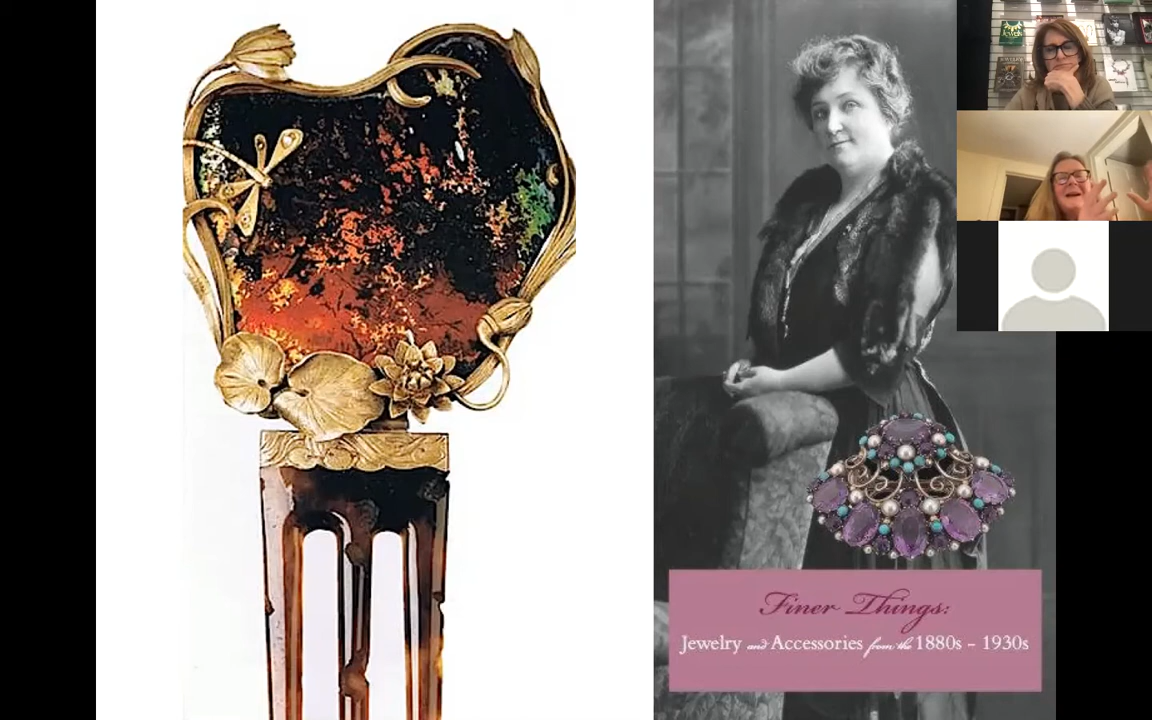 Finer Things:
Jewelry and Accessories from the 1880s - 1930s